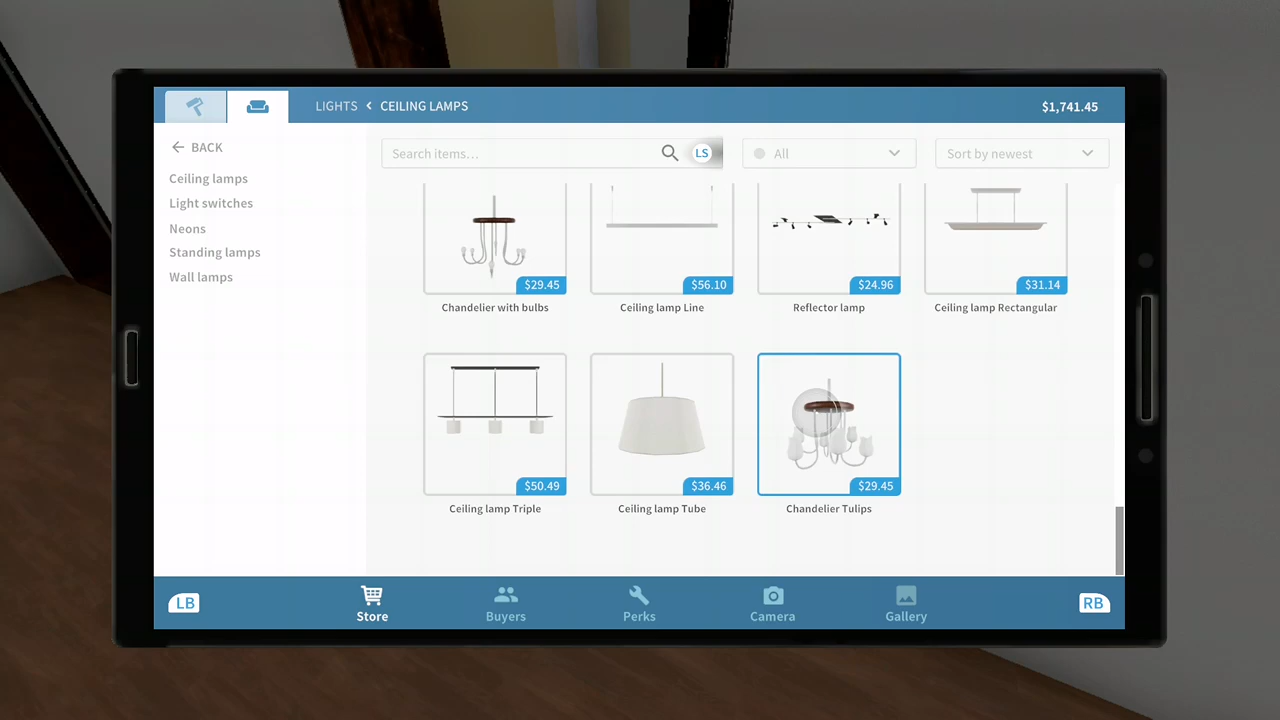 LIGHTS < CEILING LAMPS
$1,741.45
BACK
Search items...
LS
All
Sort by newest
Ceiling lamps
Light switches
Neons
Standing lamps
Wall lamps
$29.45
$56.10
$24.96
$31.14
Chandelier with bulbs
Ceiling lamp Line
Reflector lamp
Ceiling lamp Rectangular
$50.49
$36.46
$29.45
Ceiling lamp Triple
Ceiling lamp Tube
Chandelier Tulips
LB
Store
Buyers
Perks
Camera
Gallery
RB